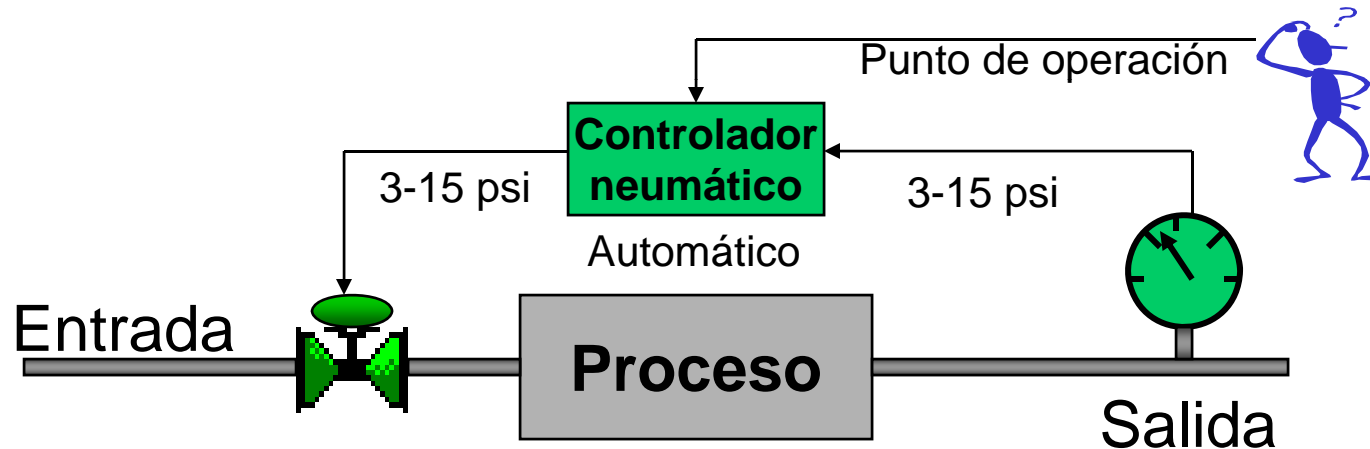 ?
Punto de operación
Controlador
neumático
3-15 psi
3-15 psi
Automático
Entrada
Proceso
Salida